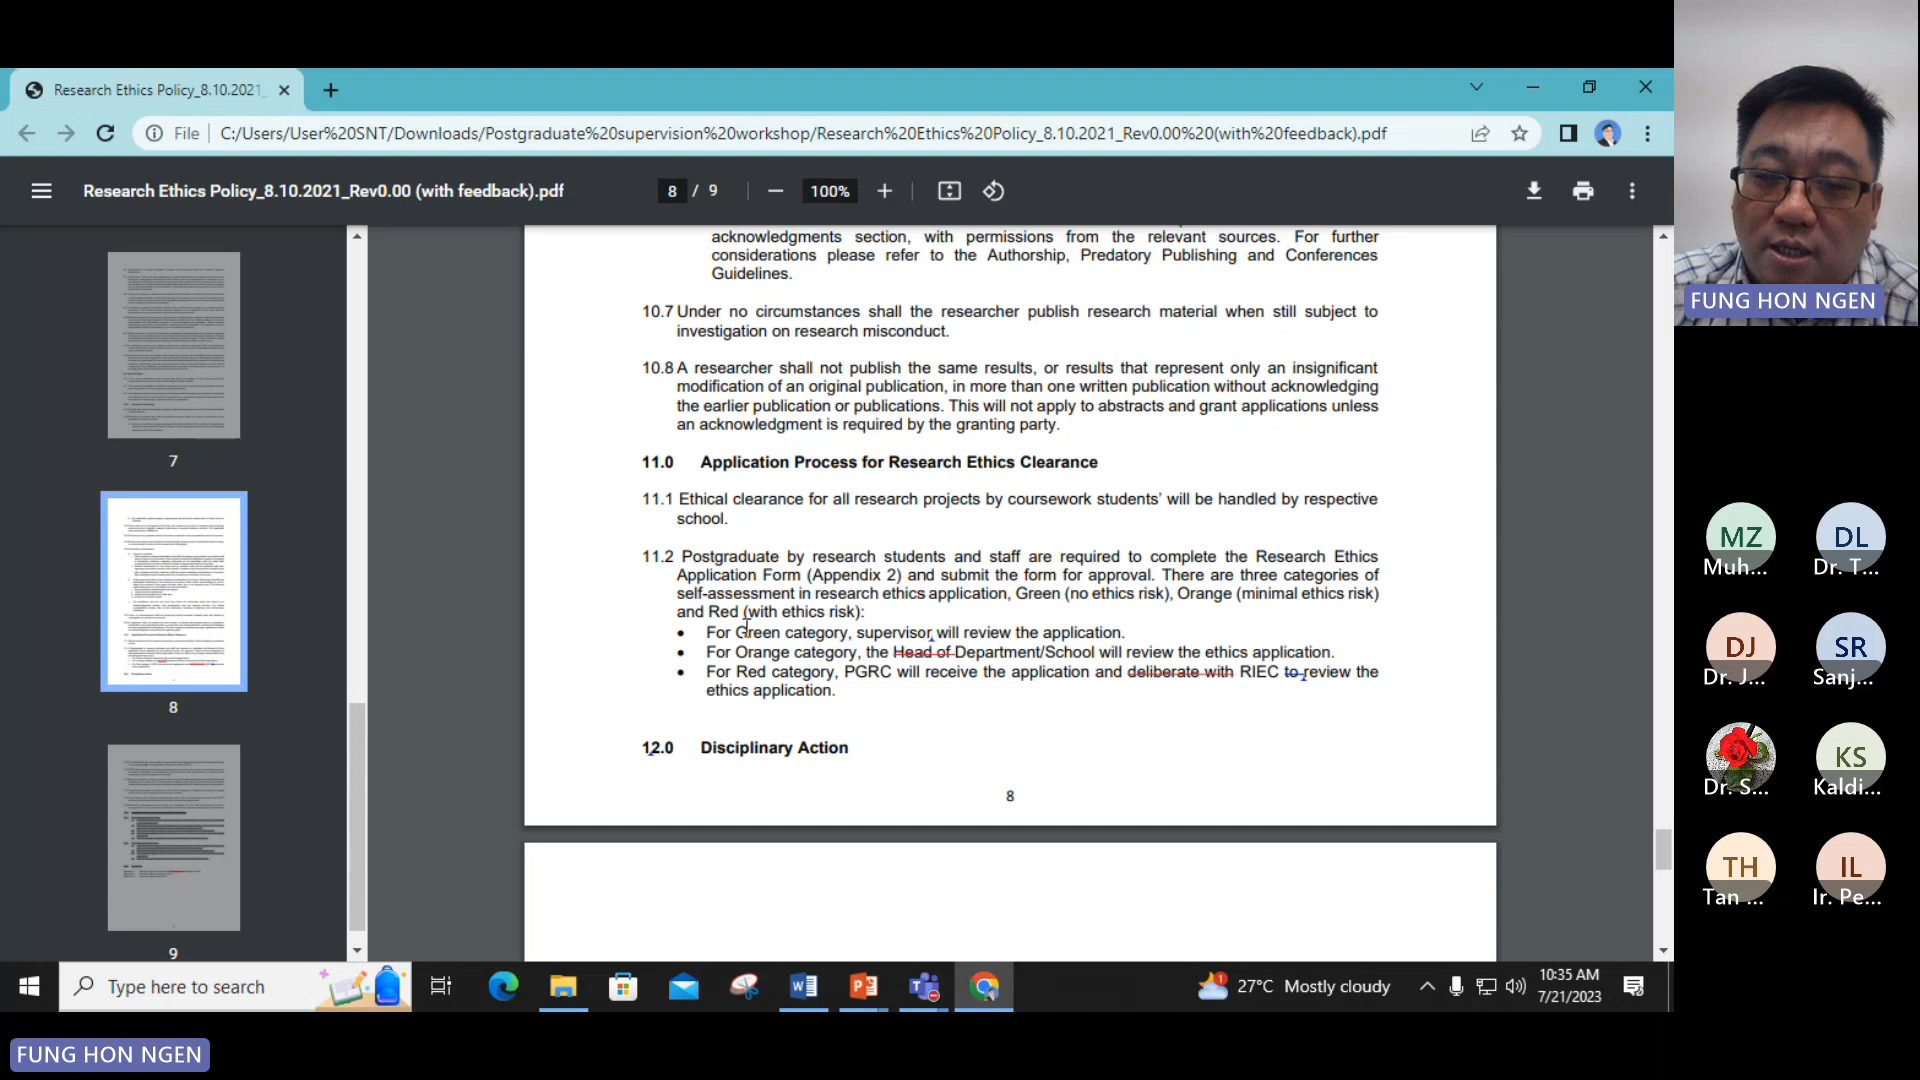 Research Ethics Policy_8.10.2021_
File
C:/Users/User%20SNT/Downloads/Postgraduate%20supervision%20workshop/Research%20Ethics%20Policy_8.10.2021_Rev0.00%20(with%20feedback).pdf
Research Ethics Policy_8.10.2021_Rev0.00 (with feedback).pdf
8 / 9
100%
acknowledgments section, with permissions from the relevant sources. For further
considerations please refer to the Authorship, Predatory Publishing and Conferences
Guidelines.
10.7 Under no circumstances shall the researcher publish research material when still subject to
investigation on research misconduct.
10.8 A researcher shall not publish the same results, or results that represent only an insignificant
modification of an original publication, in more than one written publication without acknowledging
the earlier publication or publications. This will not apply to abstracts and grant applications unless
an acknowledgment is required by the granting party.
11.0 Application Process for Research Ethics Clearance
11.1 Ethical clearance for all research projects by coursework students' will be handled by respective
school.
11.2 Postgraduate by research students and staff are required to complete the Research Ethics
Application Form (Appendix 2) and submit the form for approval. There are three categories of
self-assessment in research ethics application, Green (no ethics risk), Orange (minimal ethics risk)
and Red (with ethics risk):
• For Green category, supervisor will review the application.
• For Orange category, the Head of Department/School will review the ethics application.
• For Red category, PGRC will receive the application and deliberate with RIEC to review the
ethics application.
12.0 Disciplinary Action
8
7
8
9
FUNG HON NGEN
MZ
Muh...
DL
Dr. T...
DJ
Dr. J...
SR
Sanj...
Dr. S...
KS
Kaldi...
TH
Tan ...
IL
Ir. Pe...
Type here to search
1
27°C Mostly cloudy
10:35 AM
7/21/2023
FUNG HON NGEN